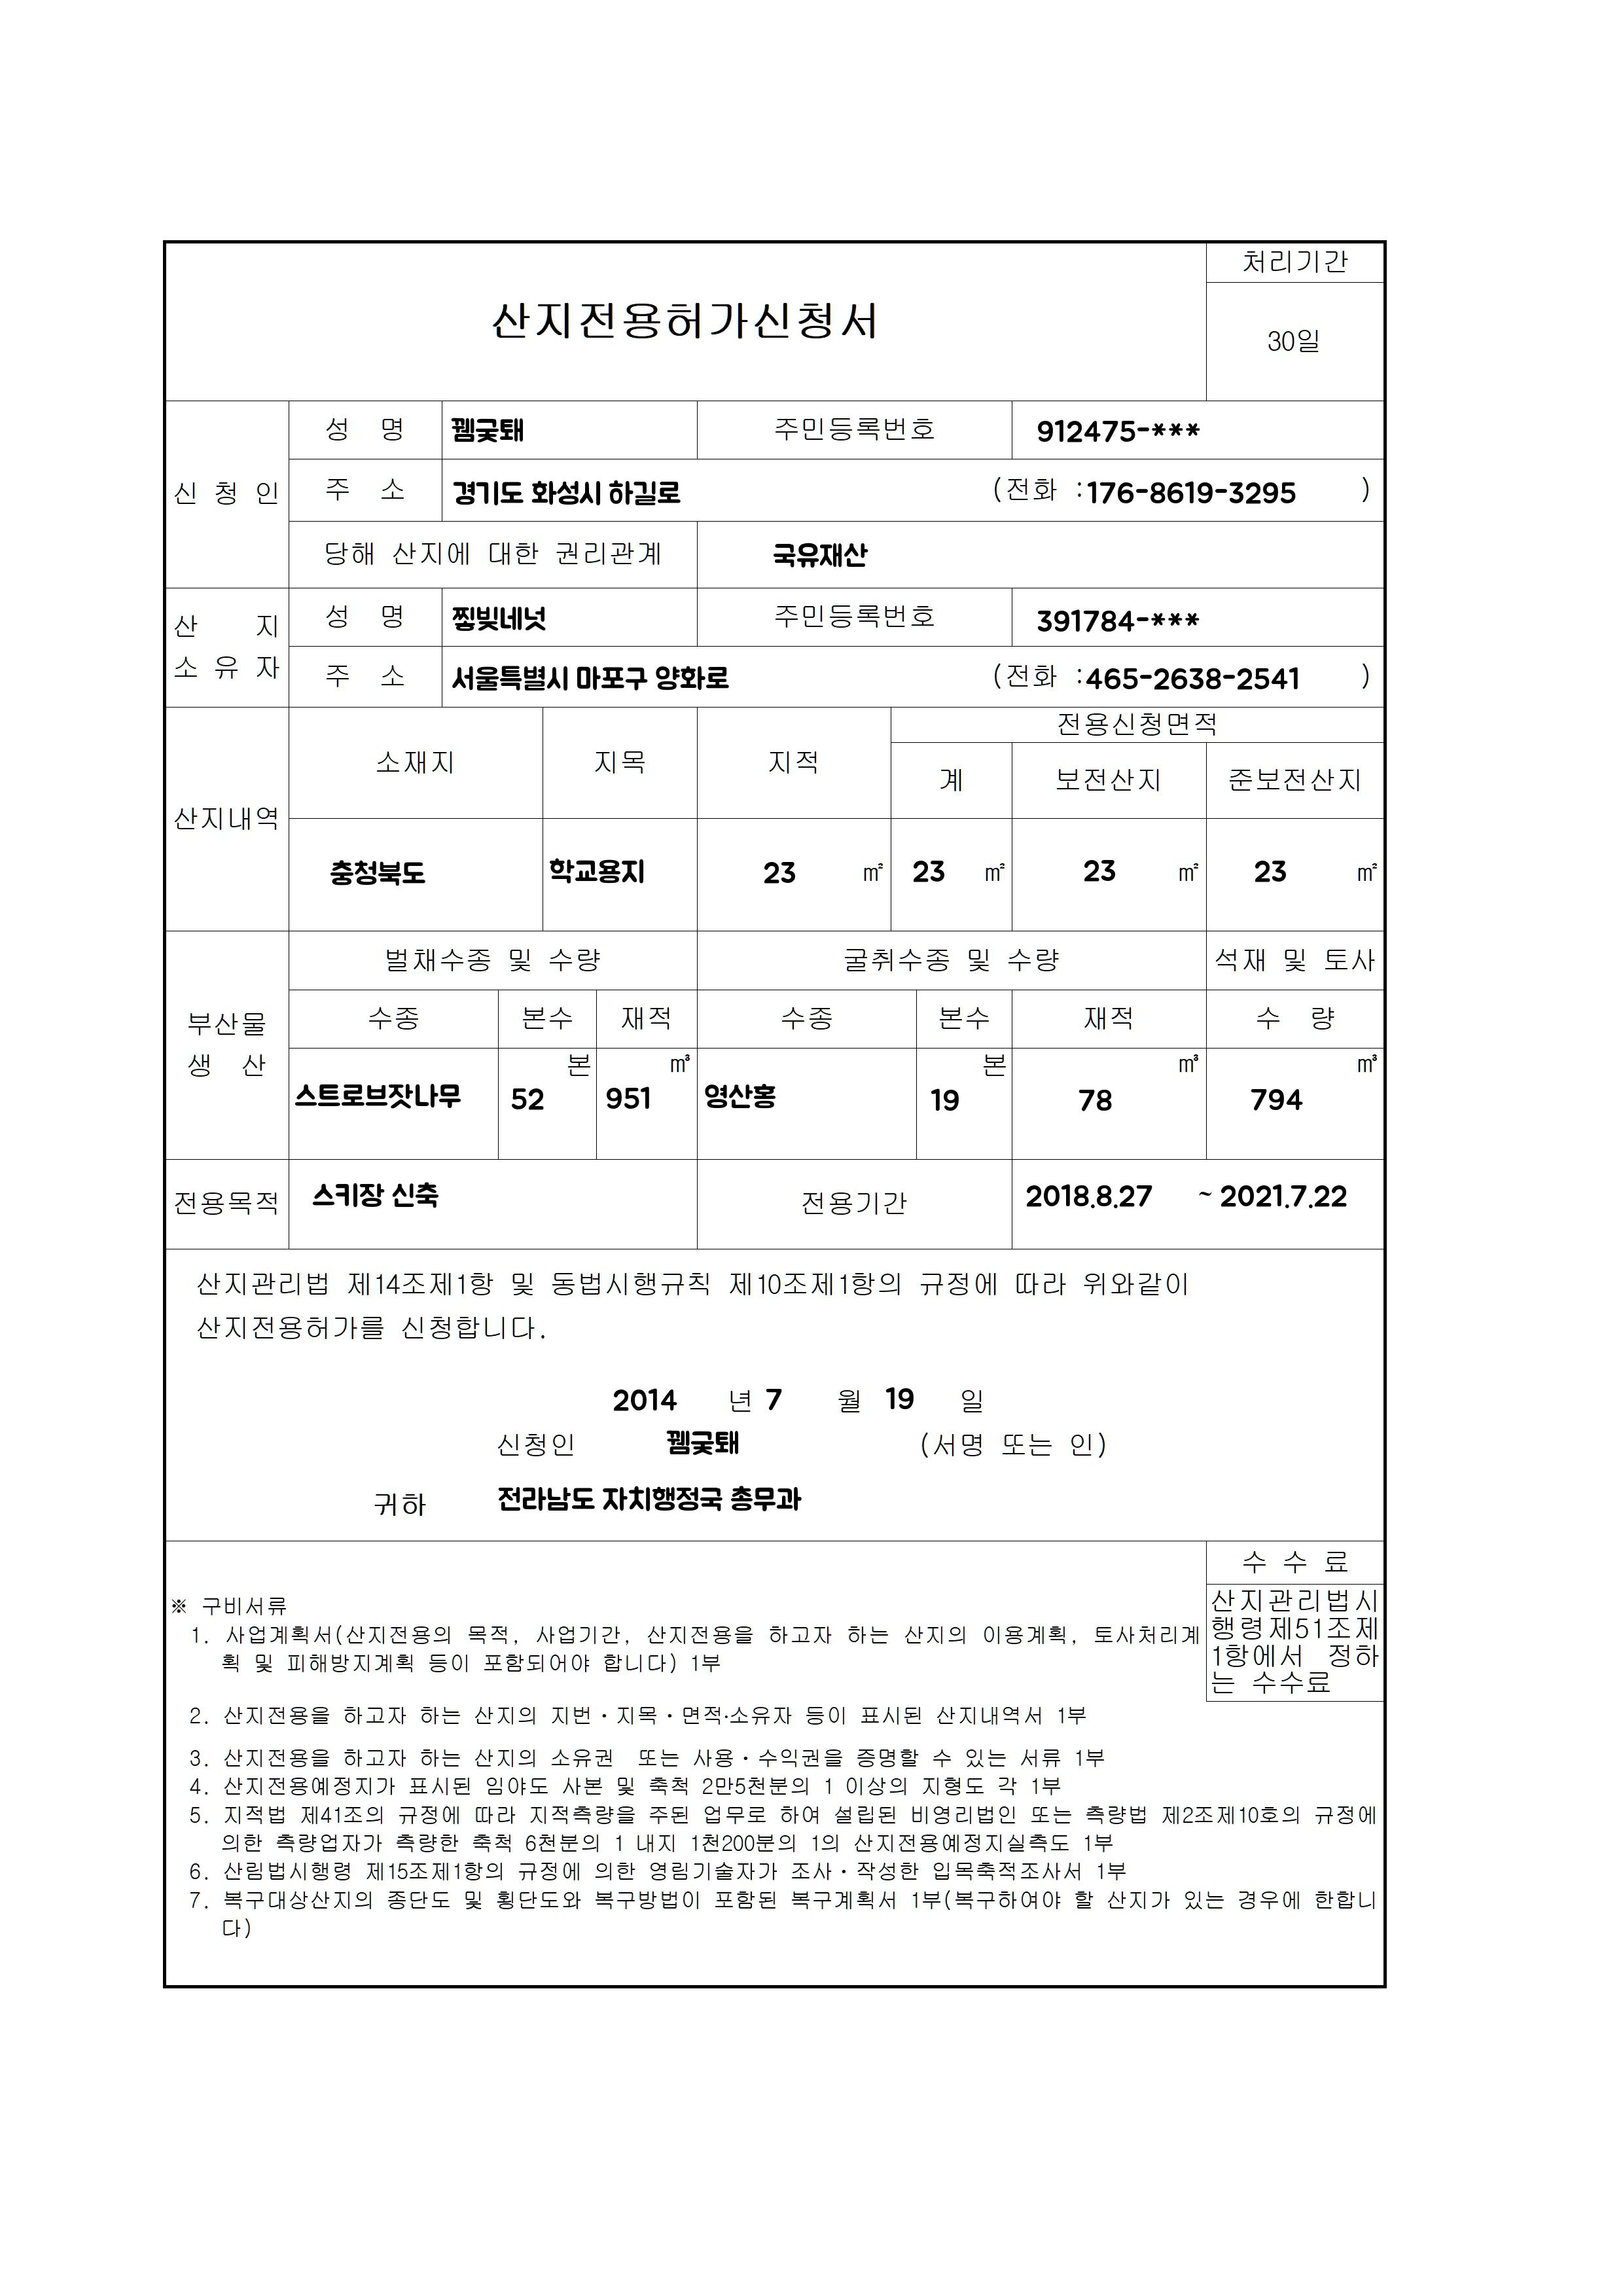 처리기간
산지전용허가신청서
30일
신 청 인
성 명 꿤궂퇘 주민등록번호 912475-***
주 소 경기도 화성시 하길로 (전화 :176-8619-3295 )
당해 산지에 대한 권리관계 국유재산
산 지
소 유 자
성 명 찔빚네넛 주민등록번호 391784-***
주 소 서울특별시 마포구 양화로 (전화 :465-2638-2541 )
산지내역
소재지 지목 지적 전용신청면적
계 보전산지 준보전산지
충청북도 학교용지 23 ㎡ 23 ㎡ 23 ㎡ 23 ㎡
부산물
생 산
벌채수종 및 수량 굴취수종 및 수량 석재 및 토사
수종 본수 재적 수종 본수 재적 수 량
본 ㎥ 본 ㎥ ㎥
스트로브잣나무 52 951 영산홍 19 78 794
전용목적 스키장 신축 전용기간 2018.8.27 ~ 2021.7.22
산지관리법 제14조제1항 및 동법시행규칙 제10조제1항의 규정에 따라 위와같이
산지전용허가를 신청합니다.
2014 년 7 월 19 일
신청인 꿤궂퇘 (서명 또는 인)
귀하 전라남도 자치행정국 총무과
수 수 료
산지관리법시
행령제51조제
1항에서 정하
는 수수료
※ 구비서류
1. 사업계획서(산지전용의 목적, 사업기간, 산지전용을 하고자 하는 산지의 이용계획, 토사처리계
획 및 피해방지계획 등이 포함되어야 합니다) 1부
2. 산지전용을 하고자 하는 산지의 지번·지목·면적·소유자 등이 표시된 산지내역서 1부
3. 산지전용을 하고자 하는 산지의 소유권 또는 사용·수익권을 증명할 수 있는 서류 1부
4. 산지전용예정지가 표시된 임야도 사본 및 축척 2만5천분의 1 이상의 지형도 각 1부
5. 지적법 제41조의 규정에 따라 지적측량을 주된 업무로 하여 설립된 비영리법인 또는 측량법 제2조제10호의 규정에
의한 측량업자가 측량한 축척 6천분의 1 내지 1천200분의 1의 산지전용예정지실측도 1부
6. 산림법시행령 제15조제1항의 규정에 의한 영림기술자가 조사·작성한 입목축적조사서 1부
7. 복구대상산지의 종단도 및 횡단도와 복구방법이 포함된 복구계획서 1부(복구하여야 할 산지가 있는 경우에 한합니
다)